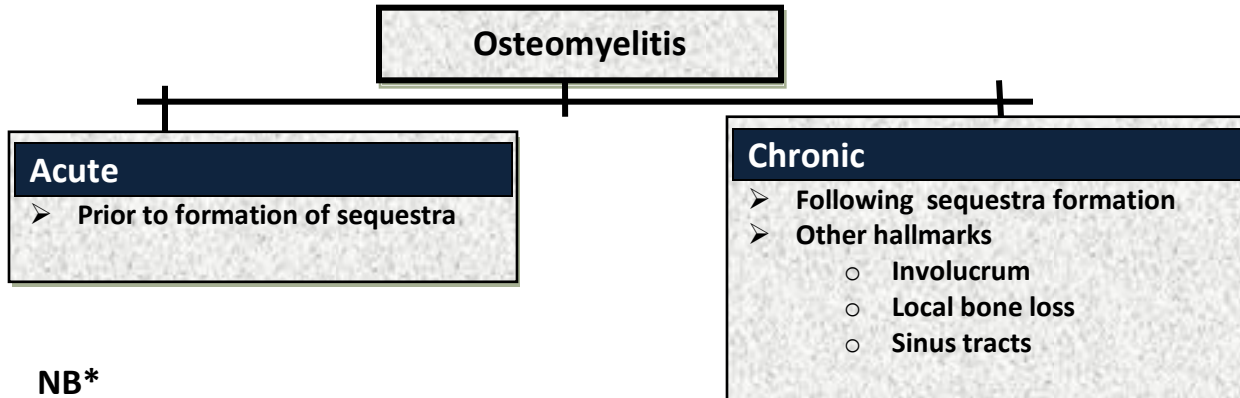 Osteomyelitis
Acute
➢ Prior to formation of sequestra
Chronic
➢ Following sequestra formation
➢ Other hallmarks
o Involucrum
o Local bone loss
o Sinus tracts
NB*